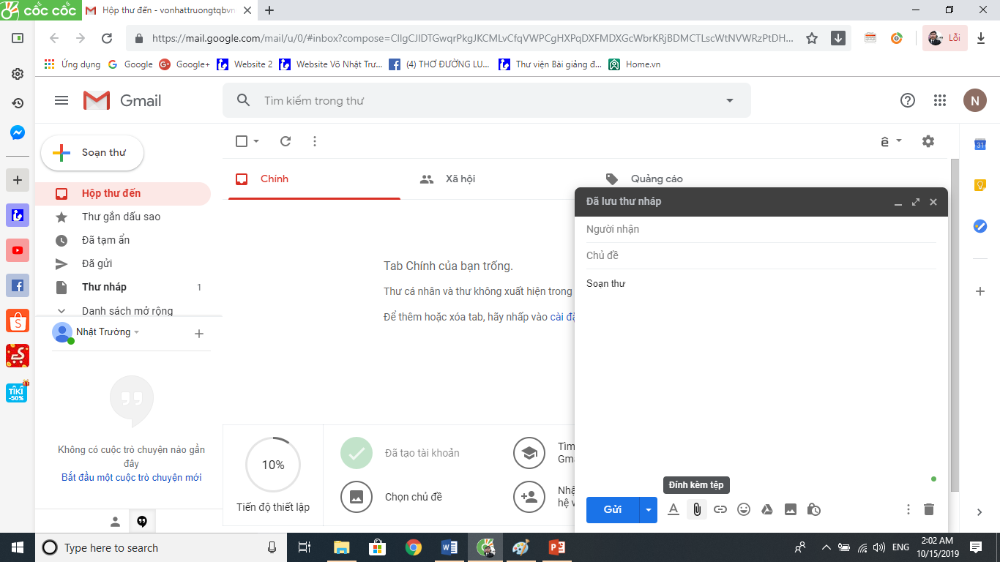 cốc cốc
Hộp thư đến - vonhattruongtqbvn
https://mail.google.com/mail/u/0/#inbox?compose=CllgCJlDTGwqrPkgJKCMLvCfqVWPCgHXPqDXFMDXGcWbrKRjBDMCTLscWtNVWRzPtDH...
Lỗi
Ứng dụng
Google
Google+
Website 2
Website Võ Nhật Trư...
(4) THƠ ĐƯỜNG LU...
Thư viện Bài giảng đ...
Home.vn
Gmail
Tìm kiếm trong thư
N
Soạn thư
ê
31
Chính
Xã hội
Quảng cáo
Hộp thư đến
Thư gắn dấu sao
Đã tạm ẩn
Đã gửi
Thư nháp 1
Danh sách mở rộng
Nhật Trường
Không có cuộc trò chuyện nào gần
đây
Bắt đầu một cuộc trò chuyện mới
Tab Chính của bạn trống.
Thư cá nhân và thư không xuất hiện trong
Để thêm hoặc xóa tab, hãy nhấp vào cài đặ
10%
Tiến độ thiết lập
Đã tạo tài khoản
Chọn chủ đề
Tìm
Gma
Nhậ
hệ v
Đã lưu thư nháp
Người nhận
Chủ đề
Soạn thư
Đính kèm tệp
Gửi
TIKI
-50%
Type here to search
ENG
2:02 AM
10/15/2019